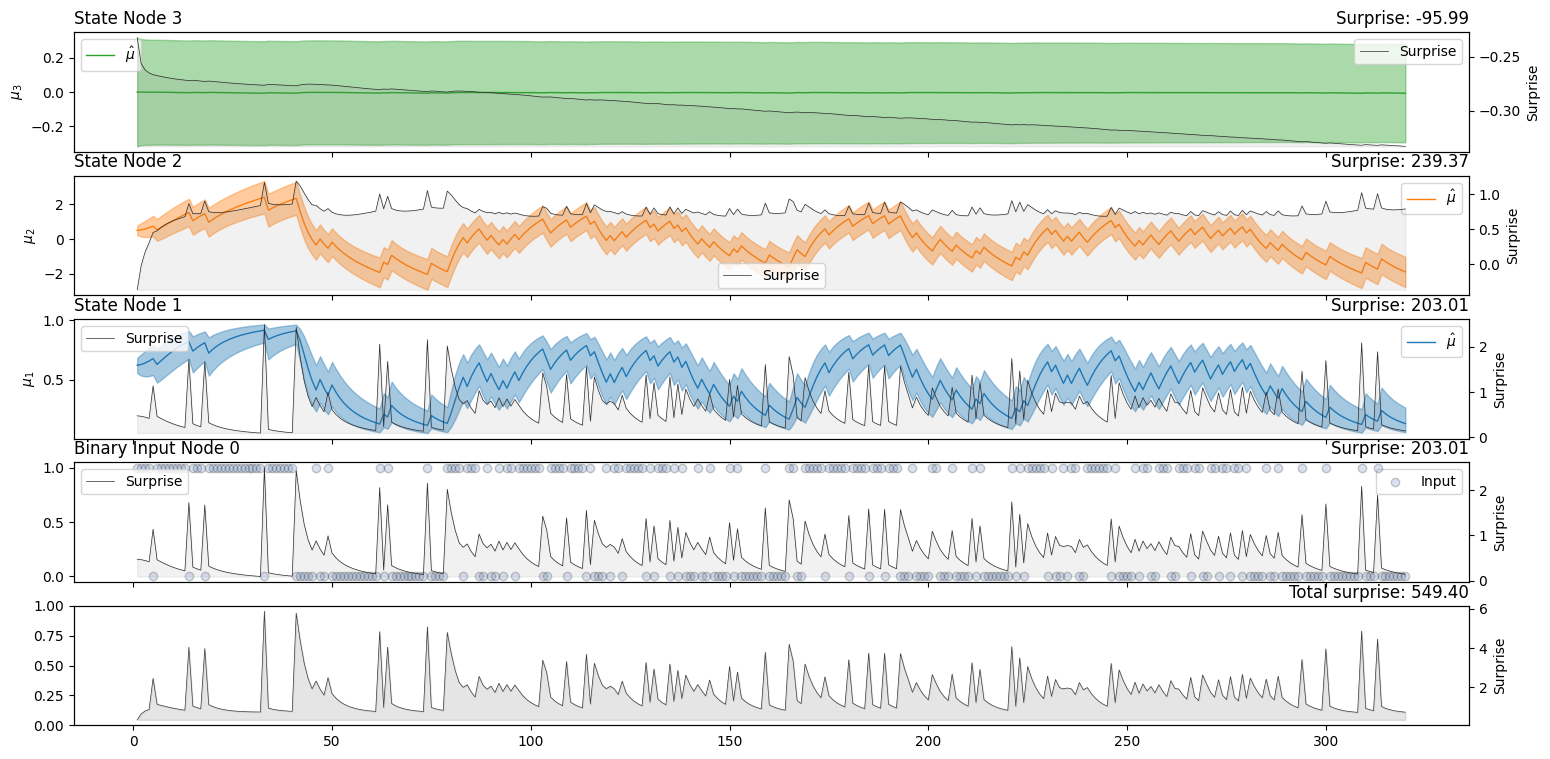 State Node 3 Surprise: -95.99
μ̂ Surprise
0.2 0.0 −0.2
μ3
−0.25 −0.30
Surprise
State Node 2 Surprise: 239.37
μ̂
Surprise
2 0 −2
μ2
1.0 0.5 0.0
Surprise
State Node 1 Surprise: 203.01
Surprise μ̂
1.0 0.5
μ1
2 1 0
Surprise
Binary Input Node 0 Surprise: 203.01
Surprise Input
1.0 0.5 0.0
2 1 0
Surprise
Total surprise: 549.40
1.00 0.75 0.50 0.25 0.00
6 4 2
Surprise
0 50 100 150 200 250 300